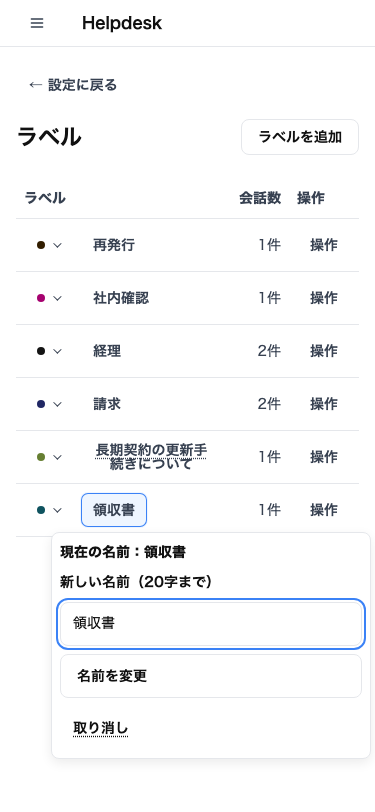 Helpdesk
← 設定に戻る
ラベル
ラベルを追加
ラベル 会話数 操作
再発行 1件 操作
社内確認 1件 操作
経理 2件 操作
請求 2件 操作
長期契約の更新手
続きについて 1件 操作
領収書 1件 操作
現在の名前：領収書
新しい名前（20字まで）
領収書
名前を変更
取り消し